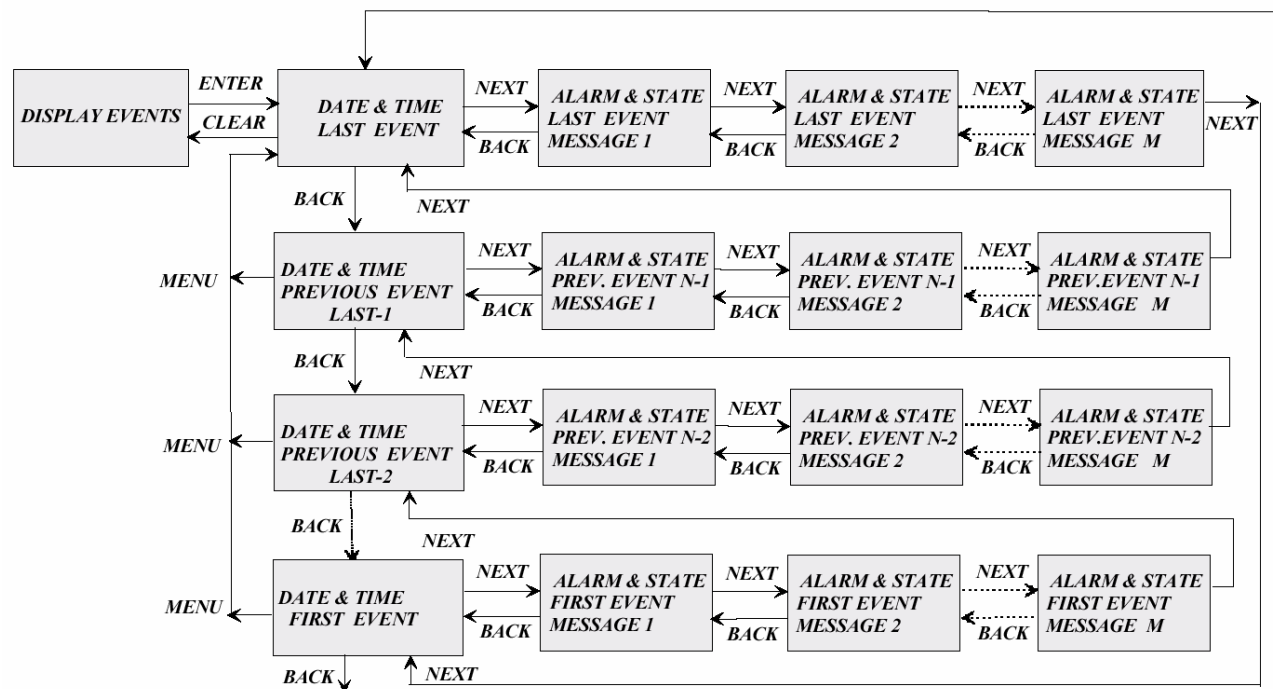 DISPLAY EVENTS
ENTER
CLEAR
DATE & TIME
LAST EVENT
NEXT
BACK
ALARM & STATE
LAST EVENT
MESSAGE 1
NEXT
BACK
ALARM & STATE
LAST EVENT
MESSAGE 2
NEXT
BACK
ALARM & STATE
LAST EVENT
MESSAGE M
NEXT
BACK
NEXT
MENU
DATE & TIME
PREVIOUS EVENT
LAST-1
NEXT
BACK
ALARM & STATE
PREV. EVENT N-1
MESSAGE 1
NEXT
BACK
ALARM & STATE
PREV. EVENT N-1
MESSAGE 2
NEXT
BACK
ALARM & STATE
PREV.EVENT N-1
MESSAGE M
BACK
NEXT
MENU
DATE & TIME
PREVIOUS EVENT
LAST-2
NEXT
BACK
ALARM & STATE
PREV. EVENT N-2
MESSAGE 1
NEXT
BACK
ALARM & STATE
PREV. EVENT N-2
MESSAGE 2
NEXT
BACK
ALARM & STATE
PREV.EVENT N-2
MESSAGE M
BACK
NEXT
MENU
DATE & TIME
FIRST EVENT
NEXT
BACK
ALARM & STATE
FIRST EVENT
MESSAGE 1
NEXT
BACK
ALARM & STATE
FIRST EVENT
MESSAGE 2
NEXT
BACK
ALARM & STATE
FIRST EVENT
MESSAGE M
BACK
NEXT